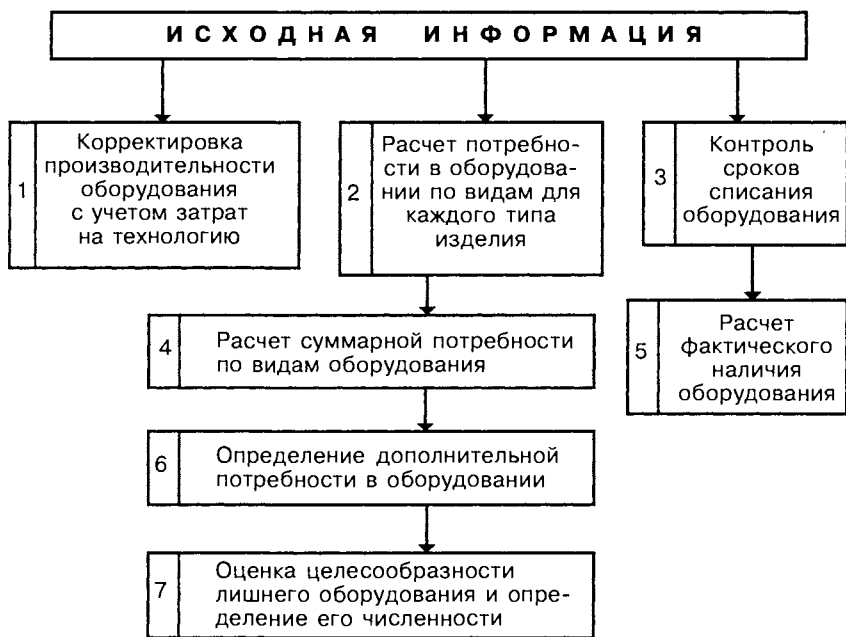 ИСХОДНАЯ ИНФОРМАЦИЯ
1
Корректировка
производительности
оборудования
с учетом затрат
на технологию
2
Расчет потребно-
сти в оборудова-
нии по видам для
каждого типа
изделия
3
Контроль
сроков
списания
оборудования
4
Расчет суммарной потребности
по видам оборудования
5
Расчет
фактического
наличия
оборудования
6
Определение дополнительной
потребности в оборудовании
7
Оценка целесообразности
лишнего оборудования и опре-
деление его численности